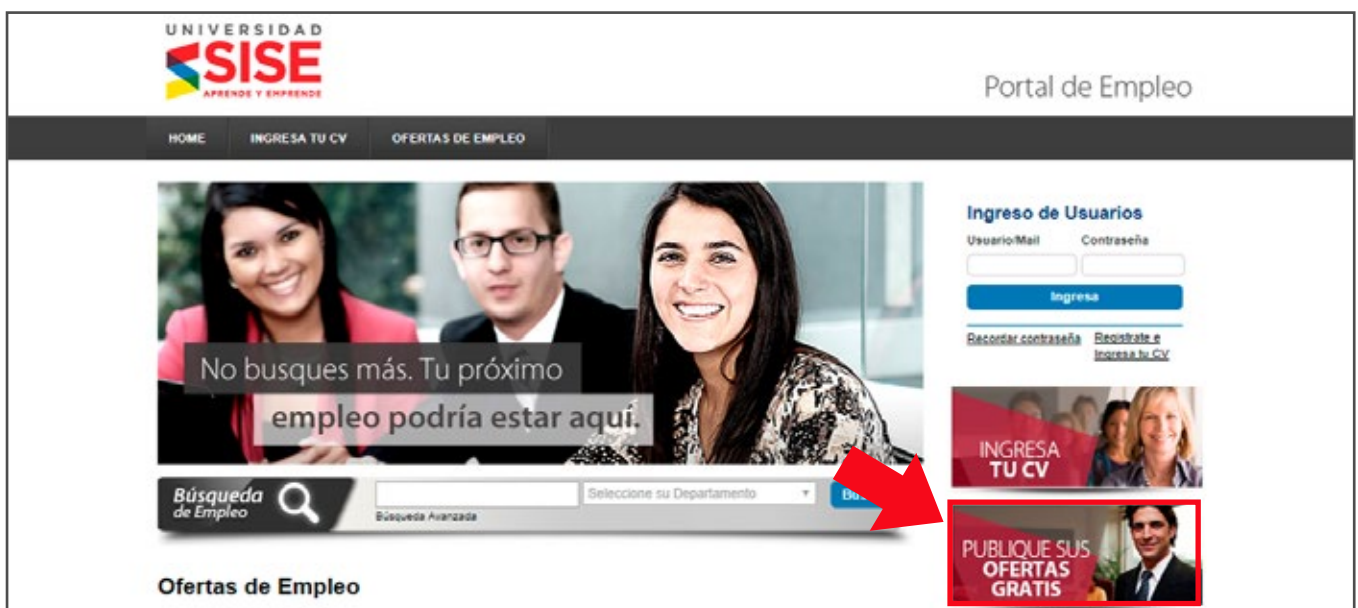 UNIVERSIDAD
SISE
APRENDE Y EMPRENDE
Portal de Empleo
HOME INGRESA TU CV OFERTAS DE EMPLEO
No busques más. Tu próximo
empleo podría estar aquí.
Ingreso de Usuarios
Usuario/Mail Contraseña
Ingresa
Recordar contraseña Registrate e
Ingresa tu CV
INGRESA
TU CV
Búsqueda
de Empleo
Seleccione su Departamento
Búsqueda Avanzada
PUBLIQUE SUS
OFERTAS
GRATIS
Ofertas de Empleo